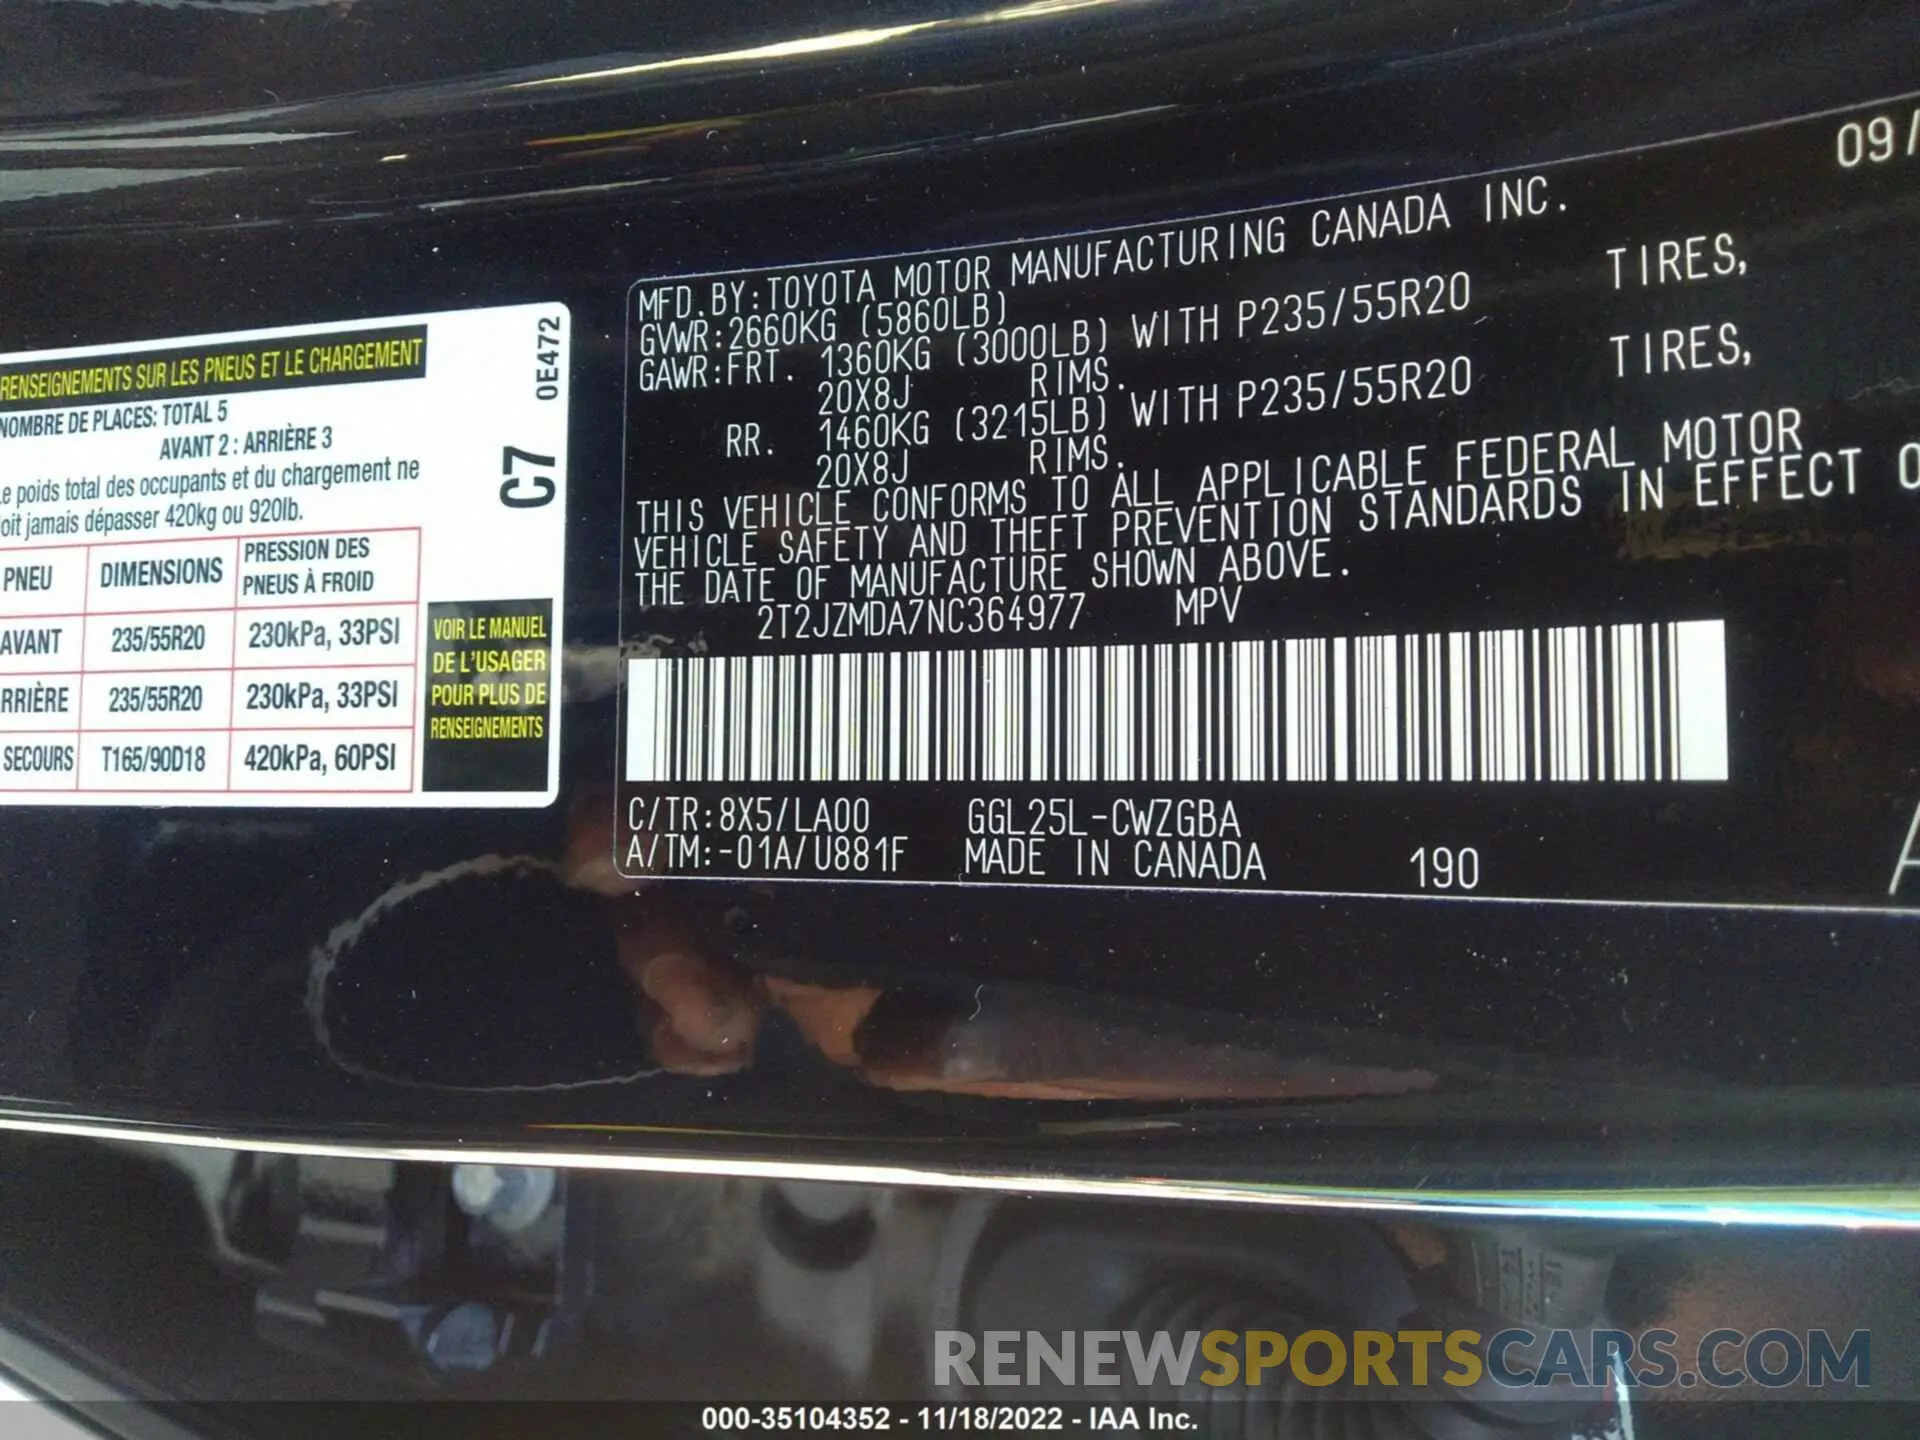 RENSEIGNEMENTS SUR LES PNEUS ET LE CHARGEMENT
NOMBRE DE PLACES: TOTAL 5
AVANT 2 : ARRIÈRE 3
le poids total des occupants et du chargement ne
oit jamais dépasser 420kg ou 920lb.
PNEU DIMENSIONS PRESSION DES PNEUS À FROID
AVANT 235/55R20 230kPa, 33PSI
RRIÈRE 235/55R20 230kPa, 33PSI
SECOURS T165/90D18 420kPa, 60PSI
VOIR LE MANUEL
DE L'USAGER
POUR PLUS DE
RENSEIGNEMENTS
C7
0E472
09/
MFD.BY:TOYOTA MOTOR MANUFACTURING CANADA INC.
GVWR:2660KG (5860LB)
GAWR:FRT. 1360KG (3000LB) WITH P235/55R20 TIRES,
20X8J RIMS.
RR. 1460KG (3215LB) WITH P235/55R20 TIRES,
20X8J RIMS.
THIS VEHICLE CONFORMS TO ALL APPLICABLE FEDERAL MOTOR
VEHICLE SAFETY AND THEFT PREVENTION STANDARDS IN EFFECT O
THE DATE OF MANUFACTURE SHOWN ABOVE.
2T2JZMDA7NC364977 MPV
C/TR:8X5/LA00 GGL25L-CWZGBA
A/TM:-01A/U881F MADE IN CANADA 190
A
RENEWSPORTSCARS.COM
000-35104352 - 11/18/2022 - IAA Inc.